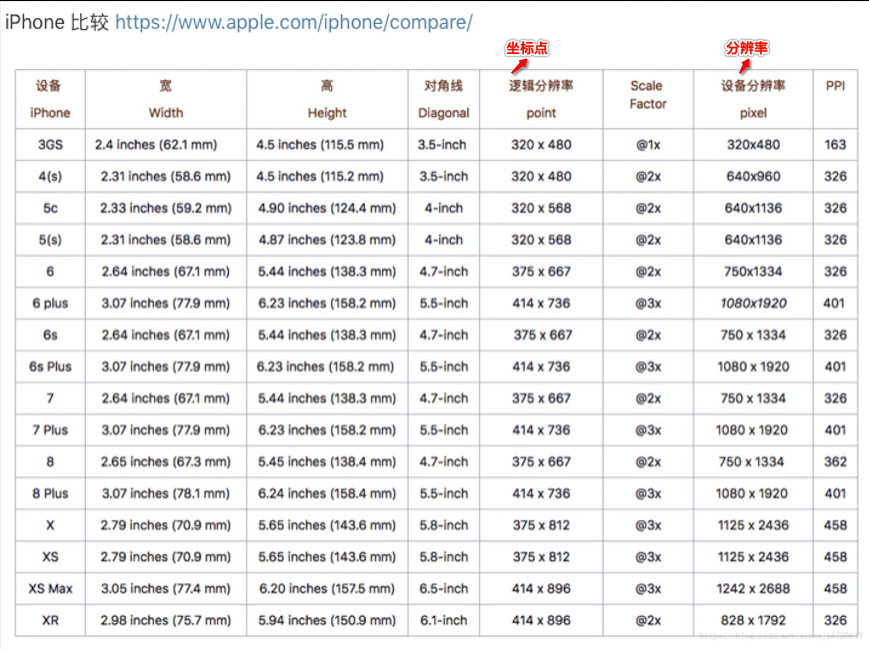 iPhone 比较 https://www.apple.com/iphone/compare/
坐标点 分辨率
设备 宽 高 对角线 逻辑分辨率 Scale 设备分辨率 PPI
iPhone Width Height Diagonal point Factor pixel
3GS 2.4 inches (62.1 mm) 4.5 inches (115.5 mm) 3.5-inch 320 x 480 @1x 320x480 163
4(s) 2.31 inches (58.6 mm) 4.5 inches (115.2 mm) 3.5-inch 320 x 480 @2x 640x960 326
5c 2.33 inches (59.2 mm) 4.90 inches (124.4 mm) 4-inch 320 x 568 @2x 640x1136 326
5(s) 2.31 inches (58.6 mm) 4.87 inches (123.8 mm) 4-inch 320 x 568 @2x 640x1136 326
6 2.64 inches (67.1 mm) 5.44 inches (138.3 mm) 4.7-inch 375 x 667 @2x 750x1334 326
6 plus 3.07 inches (77.9 mm) 6.23 inches (158.2 mm) 5.5-inch 414 x 736 @3x 1080x1920 401
6s 2.64 inches (67.1 mm) 5.44 inches (138.3 mm) 4.7-inch 375 x 667 @2x 750 x 1334 326
6s Plus 3.07 inches (77.9 mm) 6.23 inches (158.2 mm) 5.5-inch 414 x 736 @3x 1080 x 1920 401
7 2.64 inches (67.1 mm) 5.44 inches (138.3 mm) 4.7-inch 375 x 667 @2x 750 x 1334 326
7 Plus 3.07 inches (77.9 mm) 6.23 inches (158.2 mm) 5.5-inch 414 x 736 @3x 1080 x 1920 401
8 2.65 inches (67.3 mm) 5.45 inches (138.4 mm) 4.7-inch 375 x 667 @2x 750 x 1334 362
8 Plus 3.07 inches (78.1 mm) 6.24 inches (158.4 mm) 5.5-inch 414 x 736 @3x 1080 x 1920 401
X 2.79 inches (70.9 mm) 5.65 inches (143.6 mm) 5.8-inch 375 x 812 @3x 1125 x 2436 458
XS 2.79 inches (70.9 mm) 5.65 inches (143.6 mm) 5.8-inch 375 x 812 @3x 1125 x 2436 458
XS Max 3.05 inches (77.4 mm) 6.20 inches (157.5 mm) 6.5-inch 414 x 896 @3x 1242 x 2688 458
XR 2.98 inches (75.7 mm) 5.94 inches (150.9 mm) 6.1-inch 414 x 896 @2x 828 x 1792 326